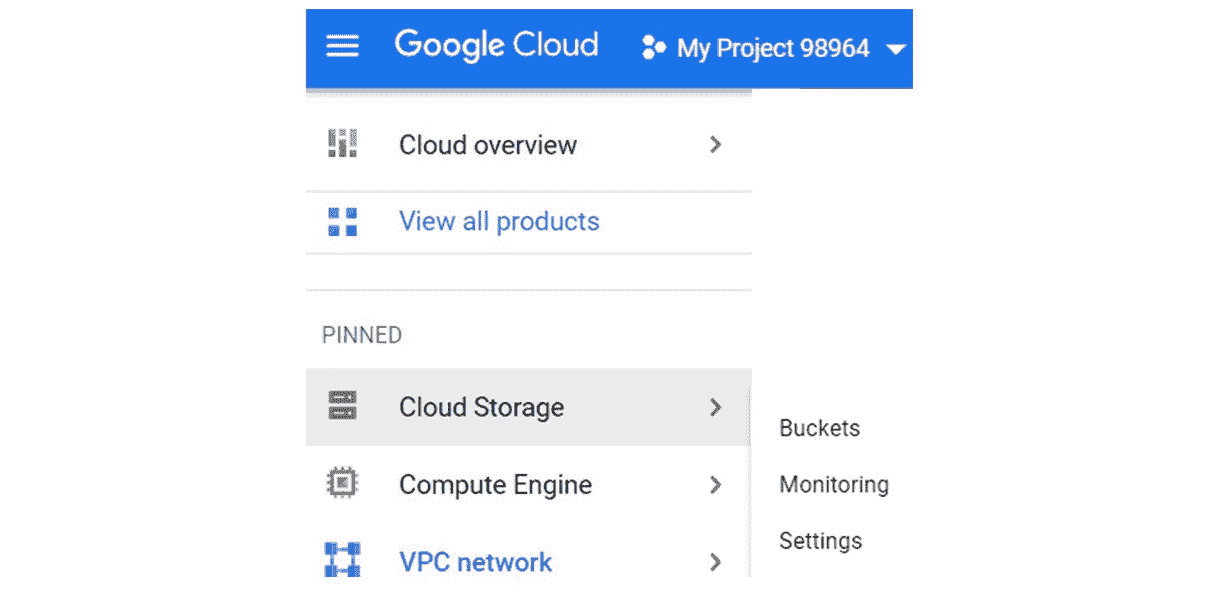 Google Cloud My Project 98964
Cloud overview
View all products
PINNED
Cloud Storage
Buckets
Compute Engine
Monitoring
Settings
VPC network